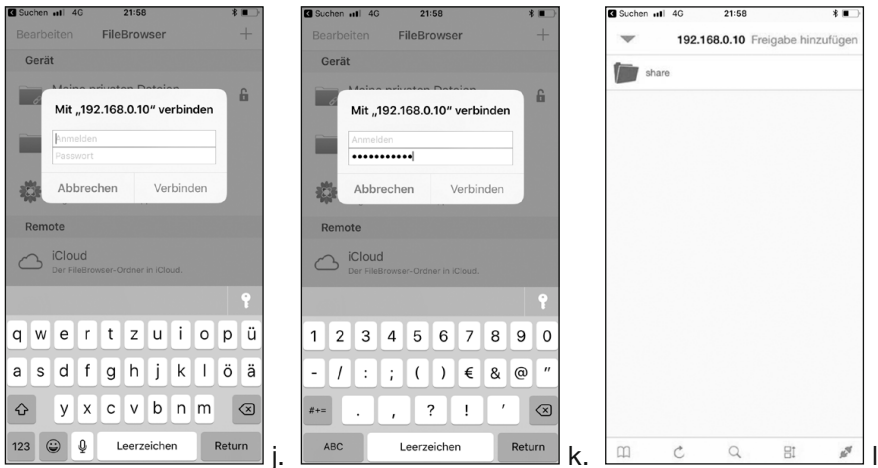 Suchen 4G 21:58
Bearbeiten FileBrowser +
Gerät
Meine privaten Dateien
Mit „192.168.0.10“ verbinden
Anmelden
Passwort
Abbrechen Verbinden
Remote
iCloud
Der FileBrowser-Ordner in iCloud.
q w e r t z u i o p ü
a s d f g h j k l ö ä
y x c v b n m
123 Leerzeichen Return
j.
Suchen 4G 21:58
Bearbeiten FileBrowser +
Gerät
Meine privaten Dateien
Mit „192.168.0.10“ verbinden
Anmelden
•••••••••••
Abbrechen Verbinden
Remote
iCloud
Der FileBrowser-Ordner in iCloud.
1 2 3 4 5 6 7 8 9 0
- / : ; ( ) € & @ "
#+= . , ? ! '
ABC Leerzeichen Return
k.
Suchen 4G 21:58
192.168.0.10 Freigabe hinzufügen
share
l